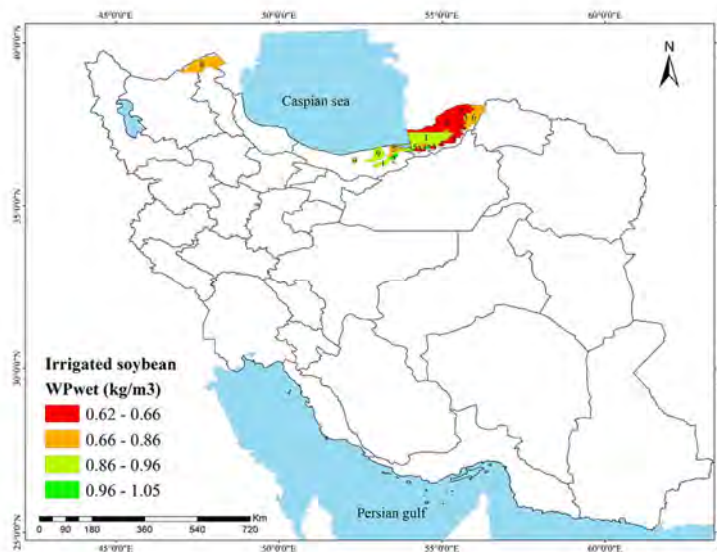 45°0'0"E 50°0'0"E 55°0'0"E 60°0'0"E
40°0'0"N
35°0'0"N
30°0'0"N
25°0'0"N
N
Caspian sea
Persian gulf
Irrigated soybean
WPwet (kg/m3)
0.62 - 0.66
0.66 - 0.86
0.86 - 0.96
0.96 - 1.05
0 90 180 360 540 720 Km
45°0'0"E 50°0'0"E 55°0'0"E 60°0'0"E